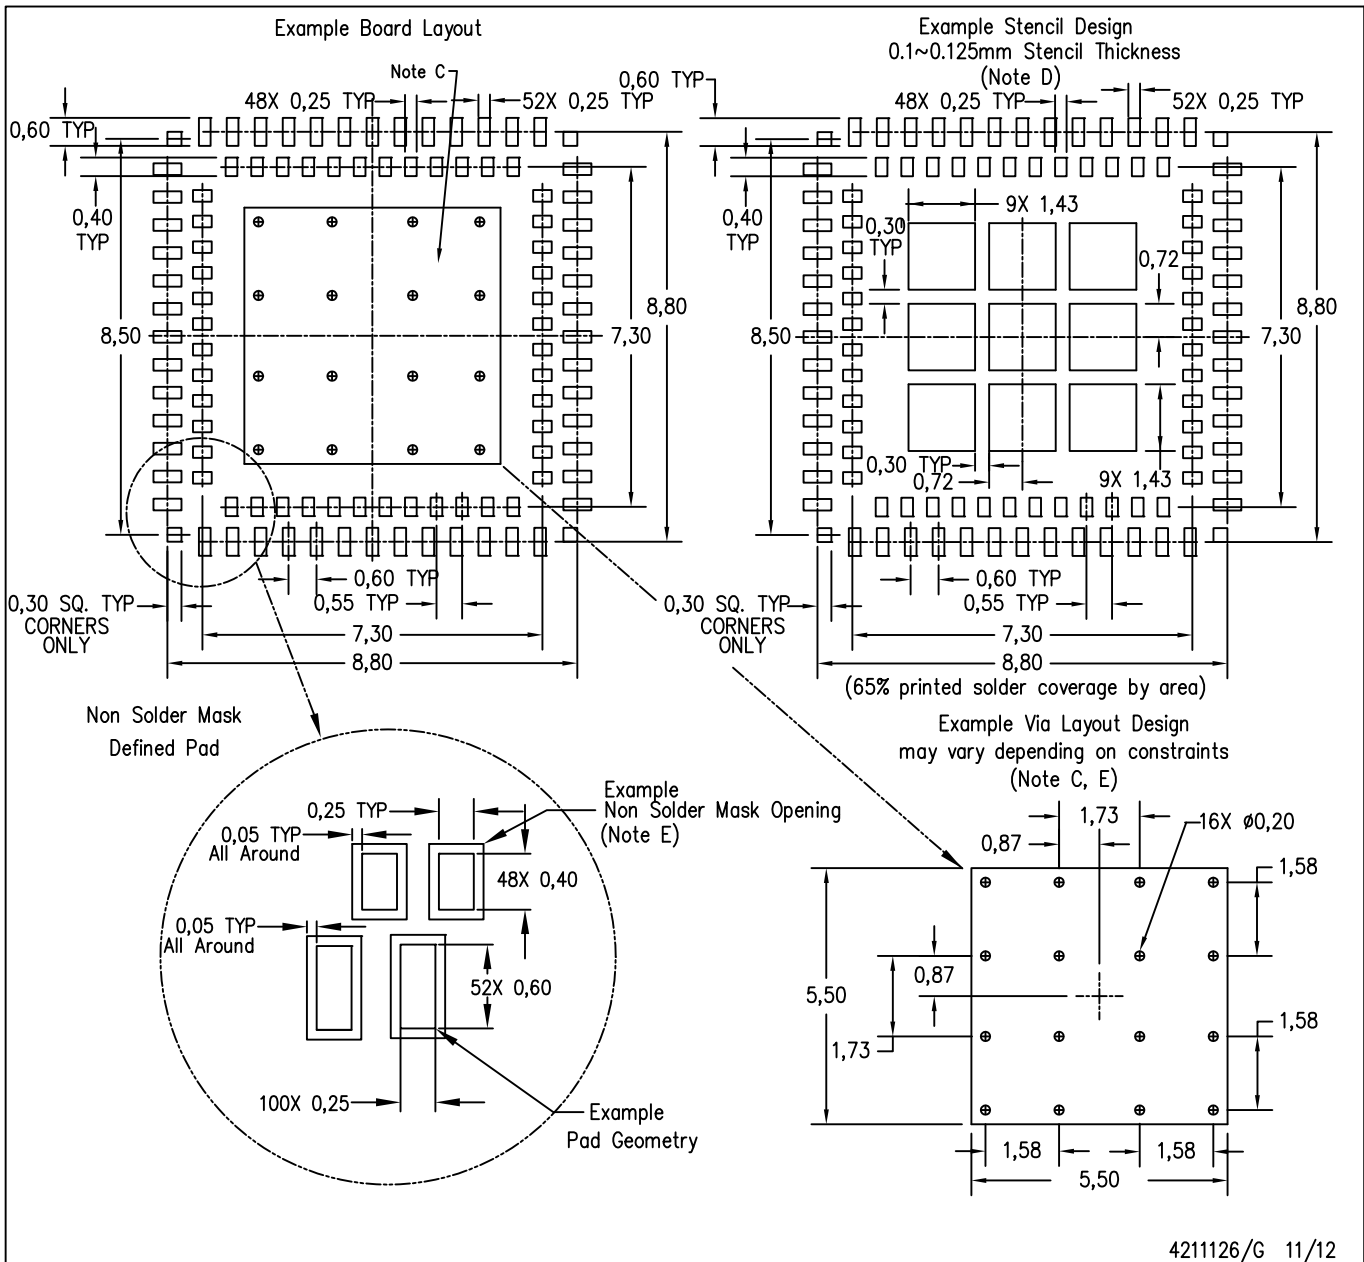 Example Board Layout
Note C
48X 0,25 TYP
52X 0,25 TYP
0,60 TYP
0,40
TYP
8,50
7,30
8,80
0,60 TYP
0,55 TYP
0,30 SQ. TYP
CORNERS
ONLY
7,30
8,80
Example Stencil Design
0.1~0.125mm Stencil Thickness
(Note D)
0,60 TYP
48X 0,25 TYP
52X 0,25 TYP
0,40
TYP
9X 1,43
0,30
TYP
0,72
8,50
7,30
8,80
0,30 TYP
0,72
9X 1,43
0,60 TYP
0,55 TYP
0,30 SQ. TYP
CORNERS
ONLY
7,30
8,80
(65% printed solder coverage by area)
Non Solder Mask
Defined Pad
Example
Non Solder Mask Opening
(Note E)
0,25 TYP
0,05 TYP
All Around
48X 0,40
0,05 TYP
All Around
52X 0,60
100X 0,25
Example
Pad Geometry
Example Via Layout Design
may vary depending on constraints
(Note C, E)
1,73
16X ø0,20
0,87
1,58
0,87
5,50
1,73
1,58
1,58
1,58
5,50
4211126/G 11/12